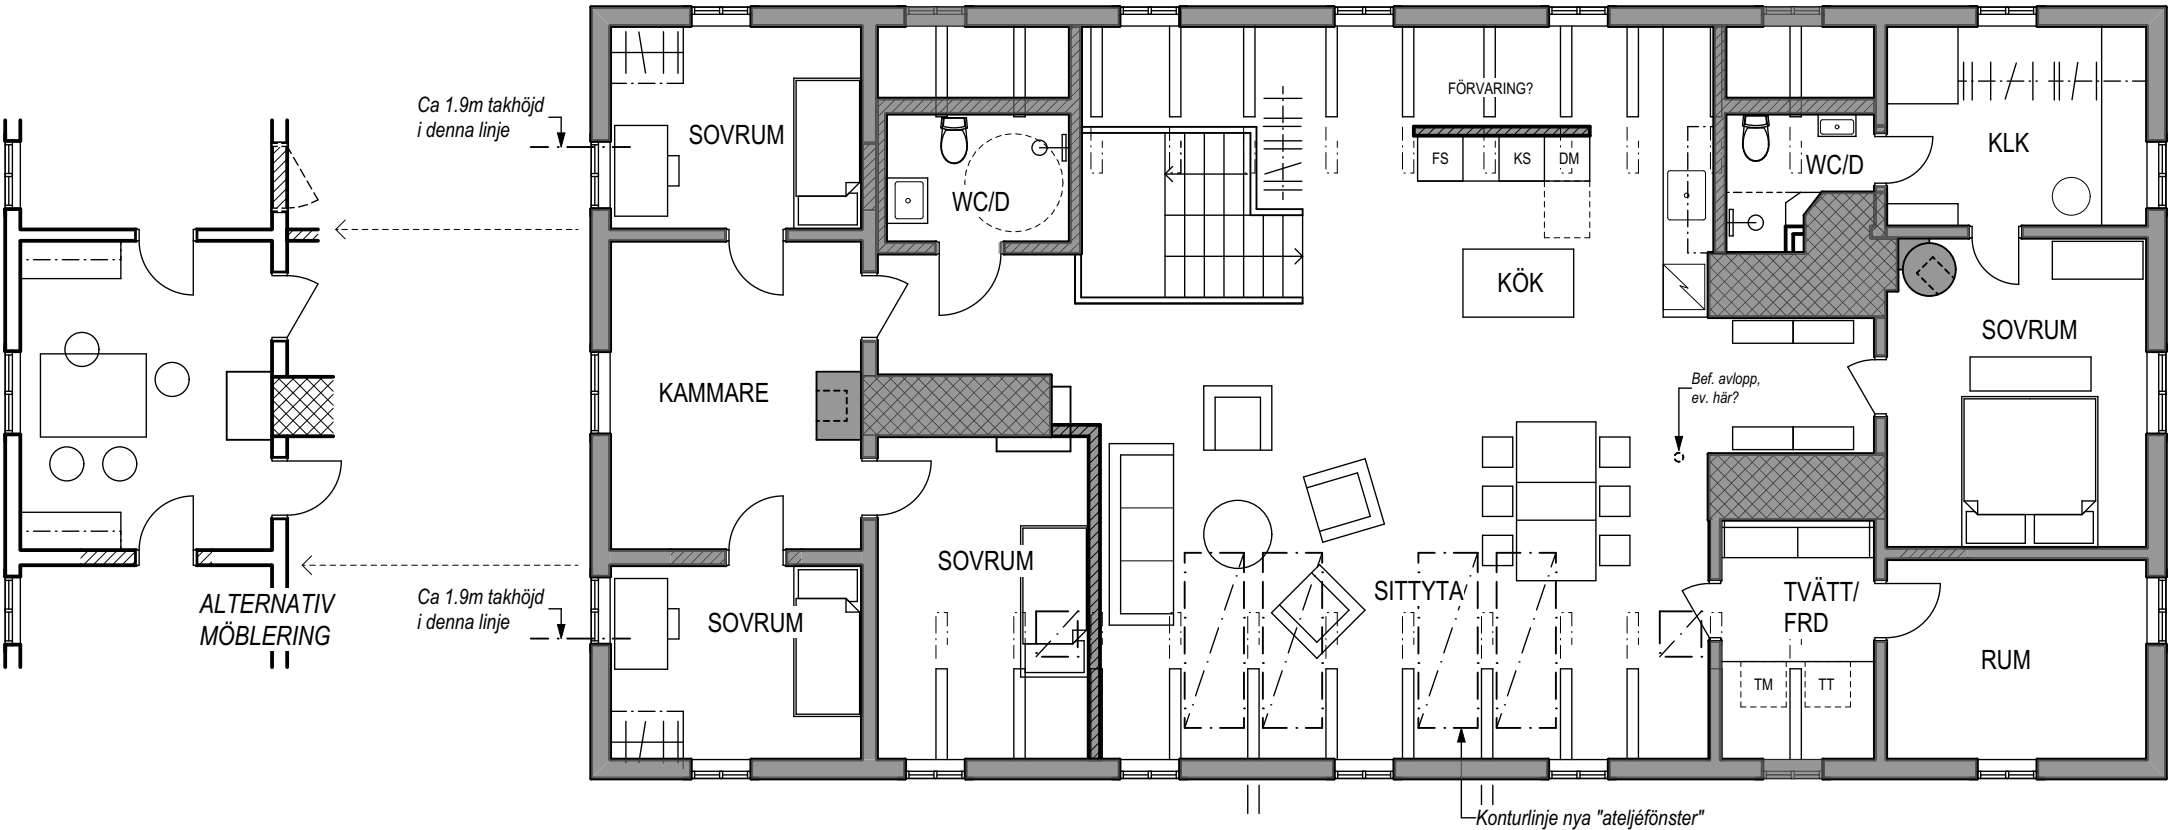 Ca 1.9m takhöjd
i denna linje
SOVRUM
WC/D
FÖRVARING?
FS
KS
DM
WC/D
KLK
KÖK
SOVRUM
KAMMARE
Bef. avlopp,
ev. här?
SOVRUM
SITTYTA
TVÄTT/
FRD
ALTERNATIV
MÖBLERING
Ca 1.9m takhöjd
i denna linje
SOVRUM
RUM
TM
TT
Konturlinje nya "ateljéfönster"